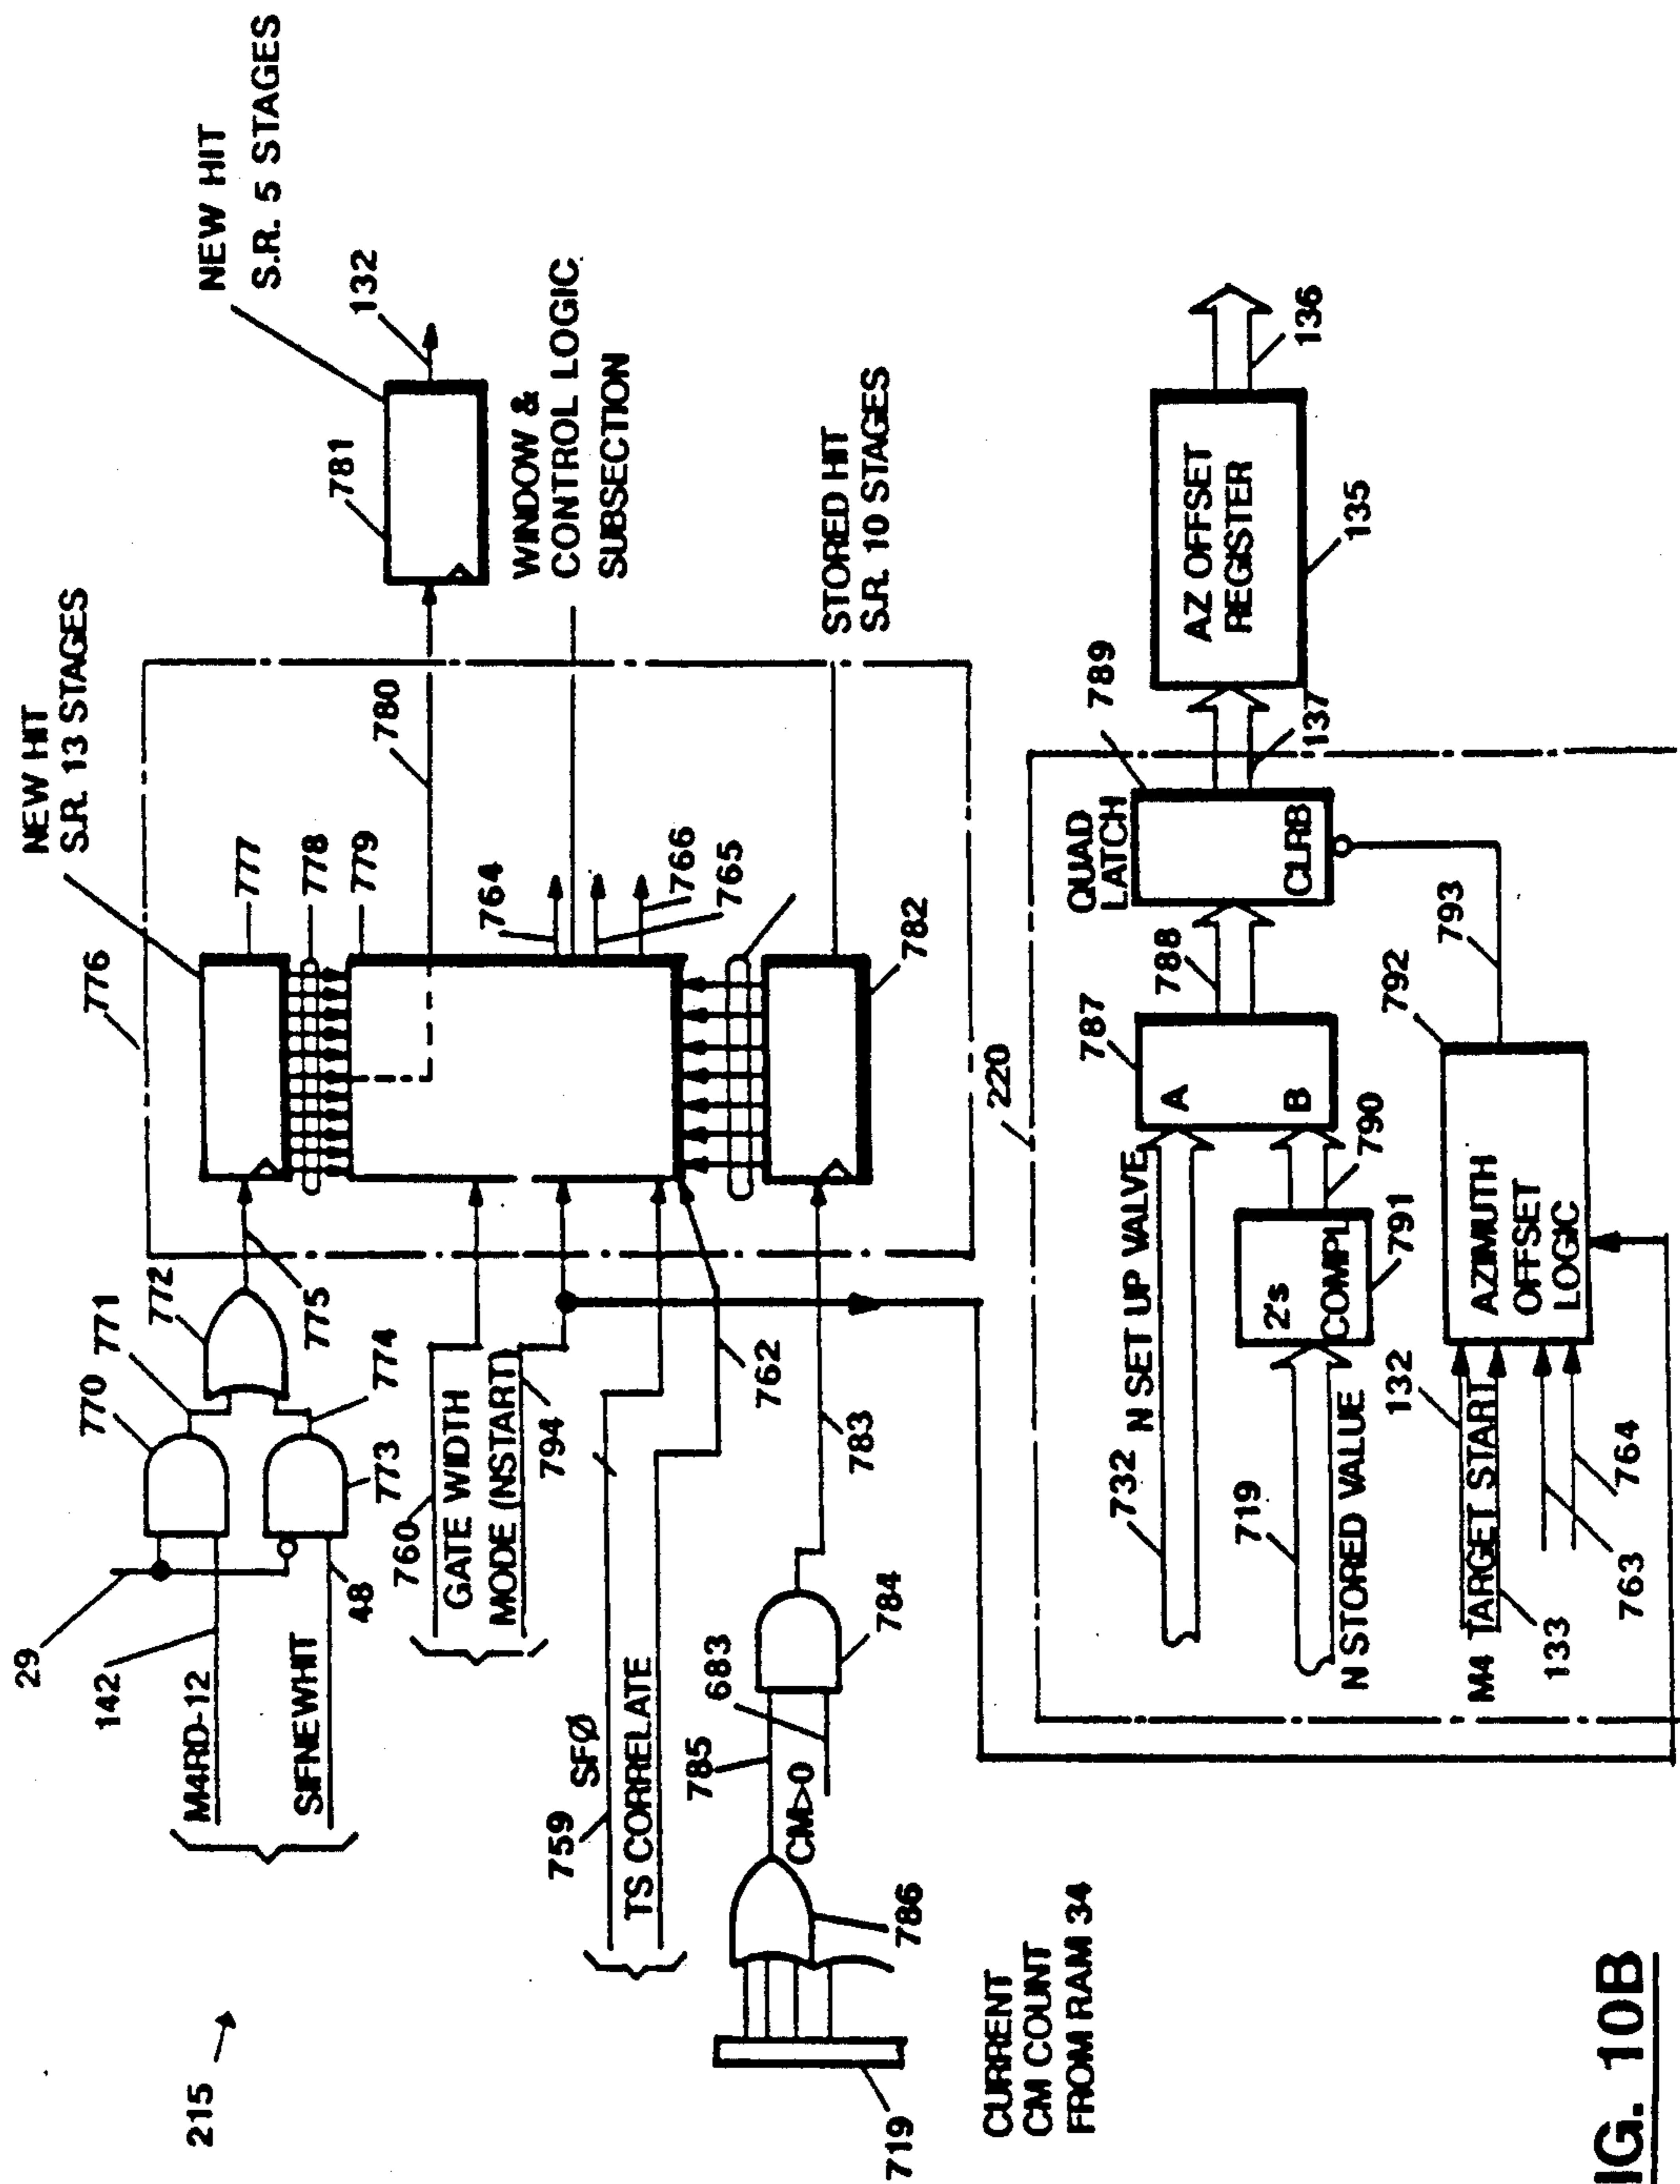 215
29
142
M4RD-12
SIFNEWHIT
48
770
771
772
773
774
775
776
NEW HIT
S.R. 13 STAGES
777
778
779
780
781
NEW HIT
S.R. 5 STAGES
132
WINDOW &
CONTROL LOGIC
SUBSECTION
764
766
765
760
GATE WIDTH
MODE (NSTART)
794
759
SFØ
TS CORRELATE
762
STORED HIT
S.R. 10 STAGES
782
783
784
683
785
CM>0
786
719
CURRENT
CM COUNT
FROM RAM 34
220
732
N SET UP VALVE
A
B
787
788
QUAD
LATCH
CLRB
789
137
AZ OFFSET
REGISTER
135
136
719
N STORED VALUE
2's
COMPL
790
791
132
M4 TARGET START
133
763
764
AZIMUTH
OFFSET
LOGIC
792
793
IG. 10B